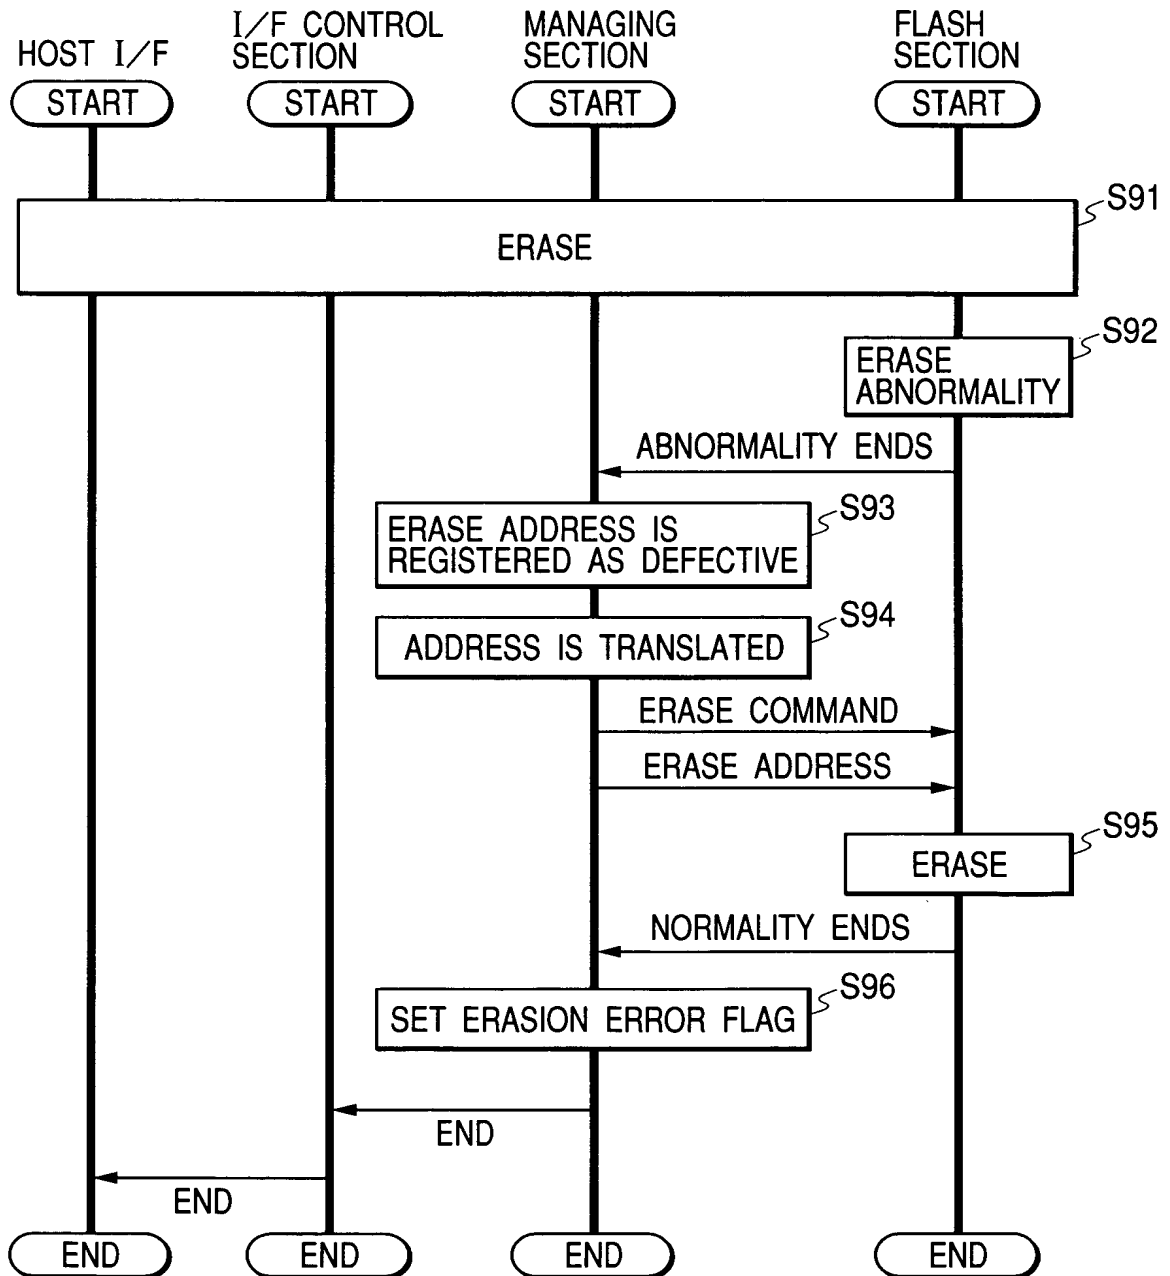 HOST I/F
I/F CONTROL
SECTION
MANAGING
SECTION
FLASH
SECTION
START
START
START
START
ERASE
S91
ERASE
ABNORMALITY
S92
ABNORMALITY ENDS
ERASE ADDRESS IS
REGISTERED AS DEFECTIVE
S93
ADDRESS IS TRANSLATED
S94
ERASE COMMAND
ERASE ADDRESS
ERASE
S95
NORMALITY ENDS
SET ERASION ERROR FLAG
S96
END
END
END
END
END
END